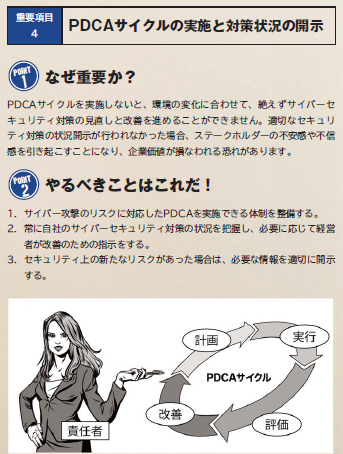 重要項目
4
PDCAサイクルの実施と対策状況の開示
POINT
1
なぜ重要か？
PDCAサイクルを実施しないと、環境の変化に合わせて、絶えずサイバーセ
キュリティ対策の見直しと改善を進めることができません。適切なセキュリ
ティ対策の状況開示が行われなかった場合、ステークホルダーの不安感や不信
感を引き起こすことになり、企業価値が損なわれる恐れがあります。
POINT
2
やるべきことはこれだ！
1. サイバー攻撃のリスクに対応したPDCAを実施できる体制を整備する。
2. 常に自社のサイバーセキュリティ対策の状況を把握し、必要に応じて経営
者が改善のための指示をする。
3. セキュリティ上の新たなリスクがあった場合は、必要な情報を適切に開示
する。
計画
実行
PDCAサイクル
改善
評価
責任者